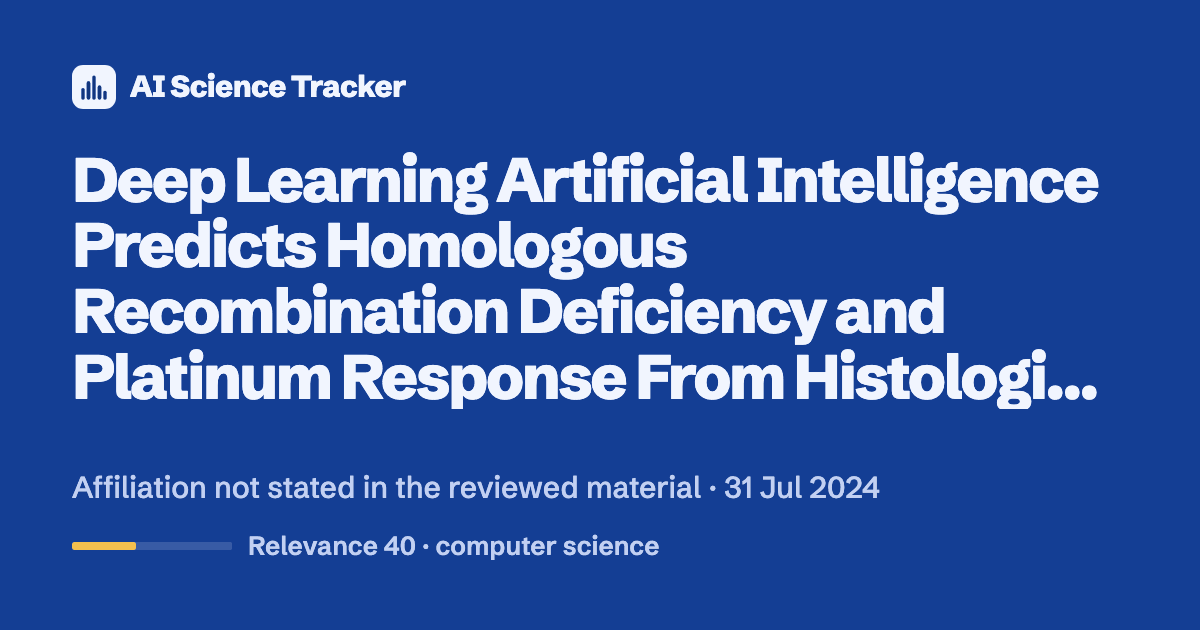 AI Science Tracker
Deep Learning Artificial Intelligence
Predicts Homologous
Recombination Deficiency and
Platinum Response From Histologi...
Affiliation not stated in the reviewed material · 31 Jul 2024
Relevance 40 · computer science